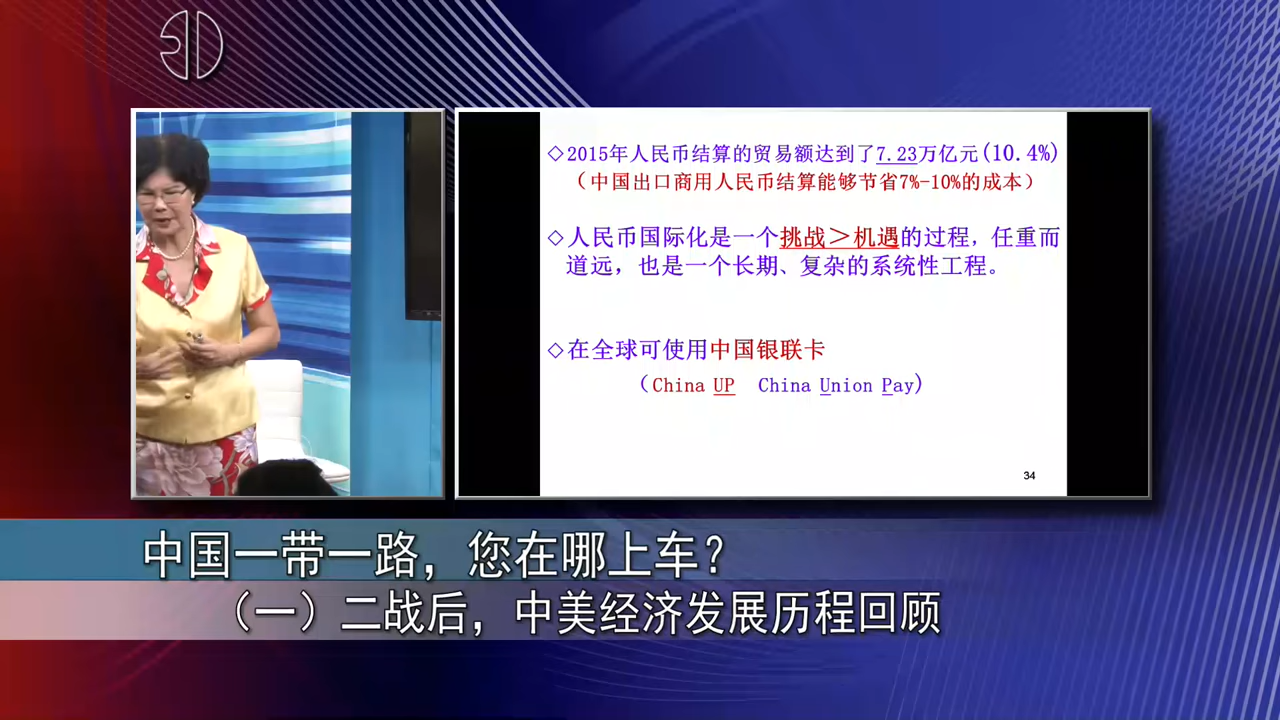 ◇2015年人民币结算的贸易额达到了7.23万亿元(10.4%)
（中国出口商用人民币结算能够节省7%-10%的成本）
◇人民币国际化是一个挑战＞机遇的过程，任重而
道远，也是一个长期、复杂的系统性工程。
◇在全球可使用中国银联卡
（China UP China Union Pay)
34
中国一带一路，您在哪上车？
（一）二战后，中美经济发展历程回顾